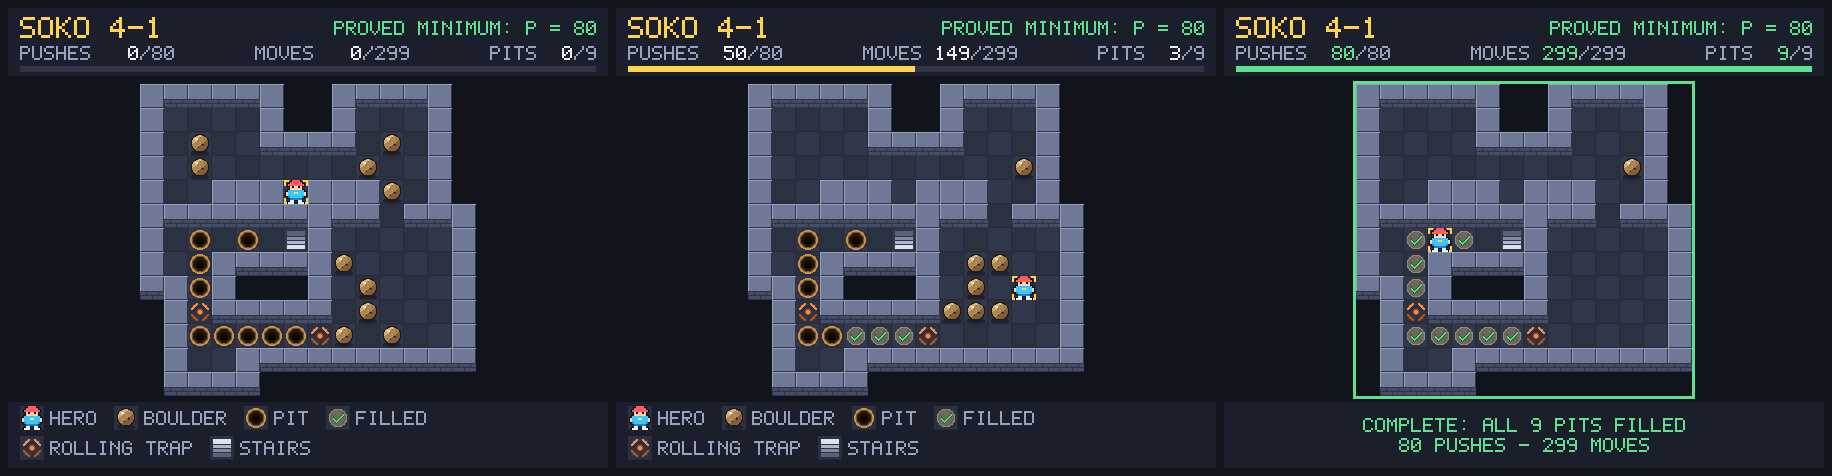 SOKO 4-1 PROVED MINIMUM: P = 80
PUSHES 0/80 MOVES 0/299 PITS 0/9
HERO BOULDER PIT FILLED
ROLLING TRAP STAIRS
SOKO 4-1 PROVED MINIMUM: P = 80
PUSHES 50/80 MOVES 149/299 PITS 3/9
HERO BOULDER PIT FILLED
ROLLING TRAP STAIRS
SOKO 4-1 PROVED MINIMUM: P = 80
PUSHES 80/80 MOVES 299/299 PITS 9/9
COMPLETE: ALL 9 PITS FILLED
80 PUSHES - 299 MOVES